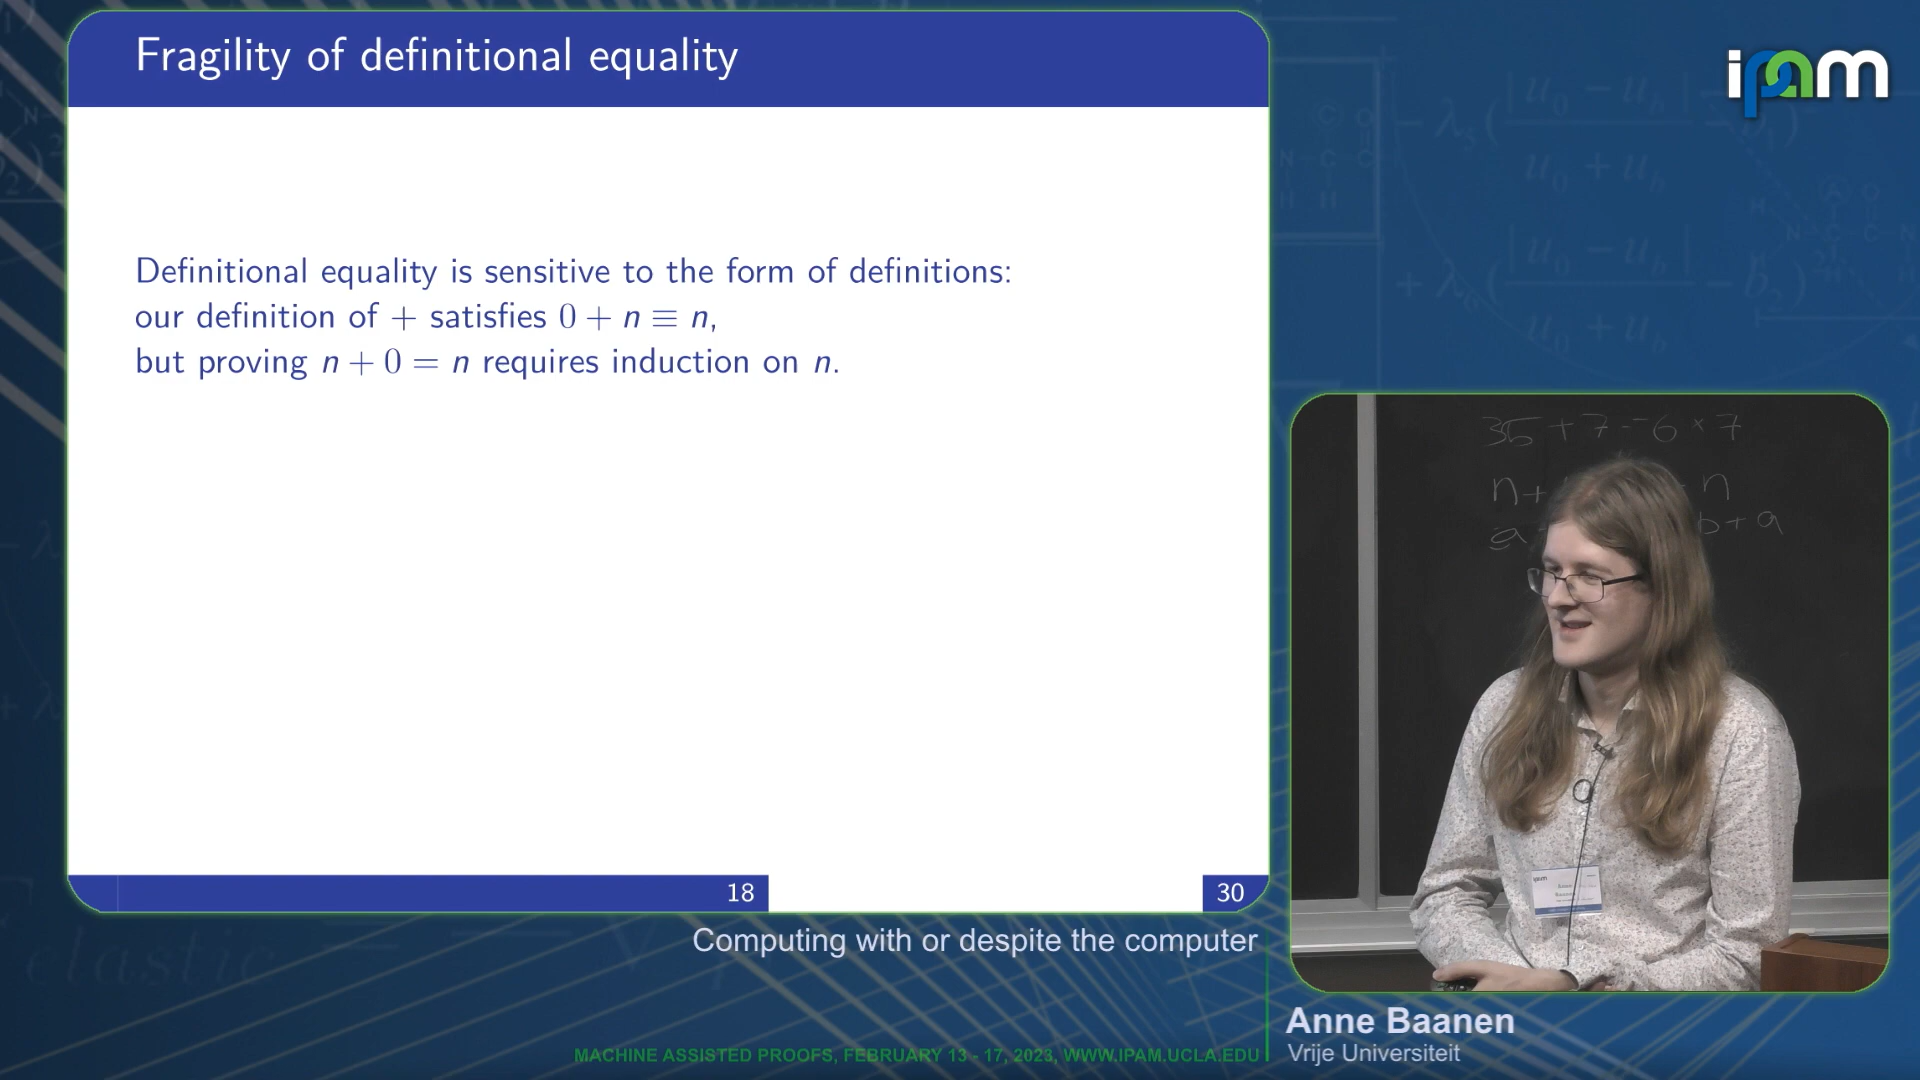 Fragility of definitional equality
ipam
Definitional equality is sensitive to the form of definitions:
our definition of + satisfies 0 + n ≡ n,
but proving n + 0 = n requires induction on n.
35 + 7 = 6 × 7
n+
n
a
b + a
18
30
Computing with or despite the computer
Anne Baanen
Vrije Universiteit
MACHINE ASSISTED PROOFS, FEBRUARY 13 - 17, 2023, WWW.IPAM.UCLA.EDU